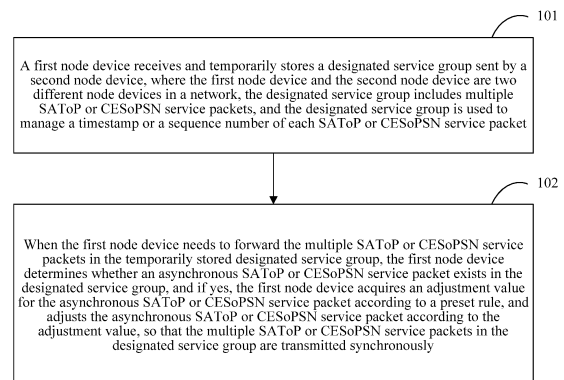 101
A first node device receives and temporarily stores a designated service group sent by a
second node device, where the first node device and the second node device are two
different node devices in a network, the designated service group includes multiple
SAToP or CESoPSN service packets, and the designated service group is used to
manage a timestamp or a sequence number of each SAToP or CESoPSN service packet
102
When the first node device needs to forward the multiple SAToP or CESoPSN service
packets in the temporarily stored designated service group, the first node device
determines whether an asynchronous SAToP or CESoPSN service packet exists in the
designated service group, and if yes, the first node device acquires an adjustment value
for the asynchronous SAToP or CESoPSN service packet according to a preset rule, and
adjusts the asynchronous SAToP or CESoPSN service packet according to the
adjustment value, so that the multiple SAToP or CESoPSN service packets in the
designated service group are transmitted synchronously